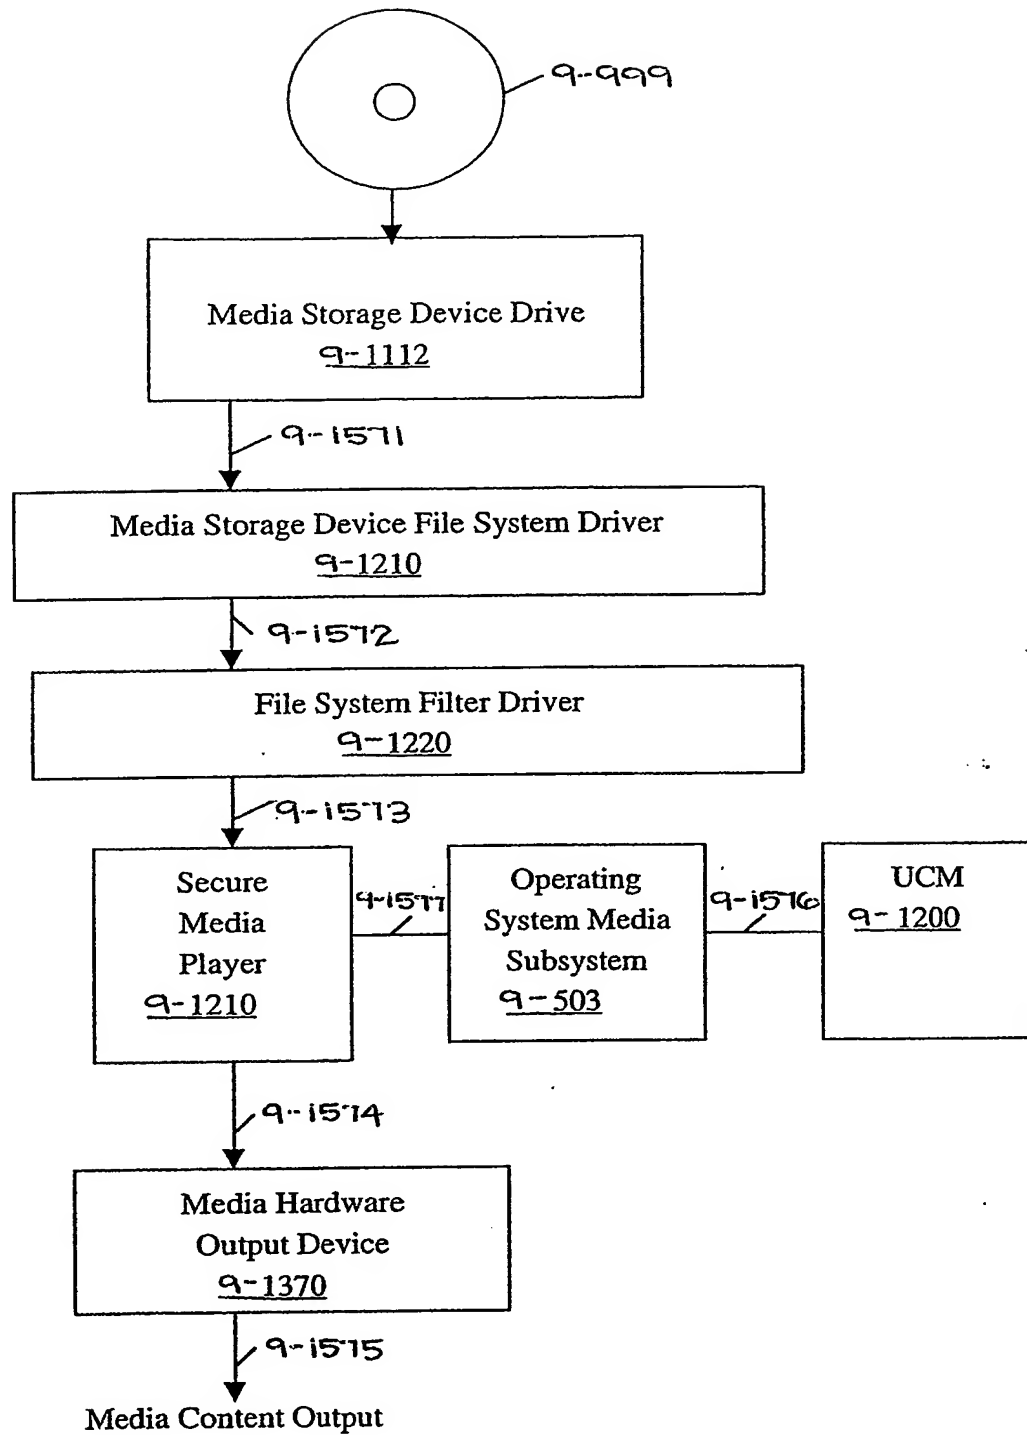 9-999
Media Storage Device Drive
9-1112
9-1571
Media Storage Device File System Driver
9-1210
9-1572
File System Filter Driver
9-1220
9-1573
Secure
Media
Player
9-1210
9-1577
Operating
System Media
Subsystem
9-503
9-1576
UCM
9-1200
9-1574
Media Hardware
Output Device
9-1370
9-1575
Media Content Output